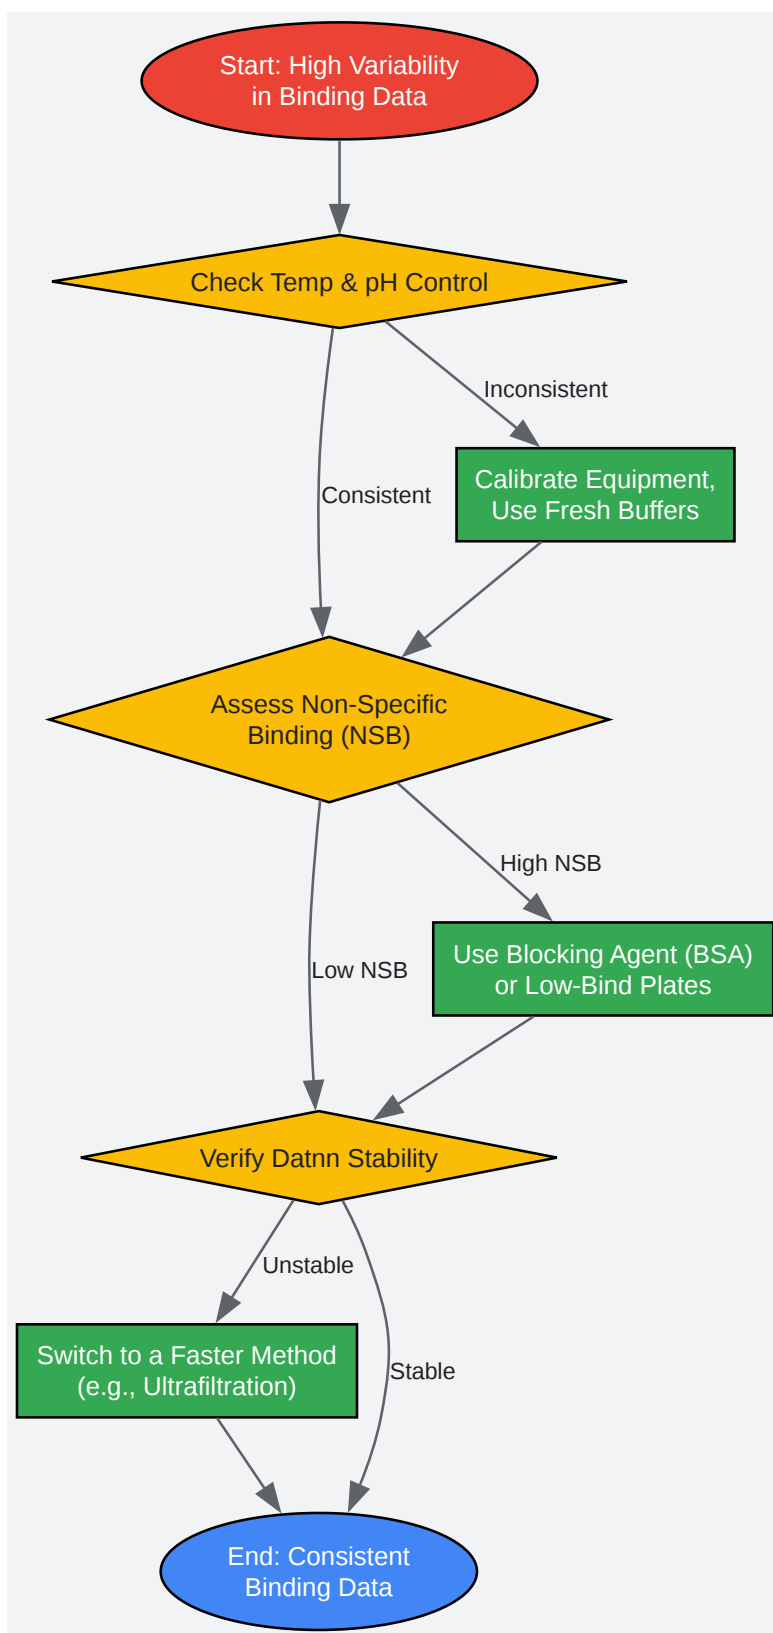 Start: High Variability
in Binding Data
Check Temp & pH Control
Inconsistent
Calibrate Equipment,
Use Fresh Buffers
Consistent
Assess Non-Specific
Binding (NSB)
High NSB
Use Blocking Agent (BSA)
or Low-Bind Plates
Low NSB
Verify Datnn Stability
Unstable
Switch to a Faster Method
(e.g., Ultrafiltration)
Stable
End: Consistent
Binding Data